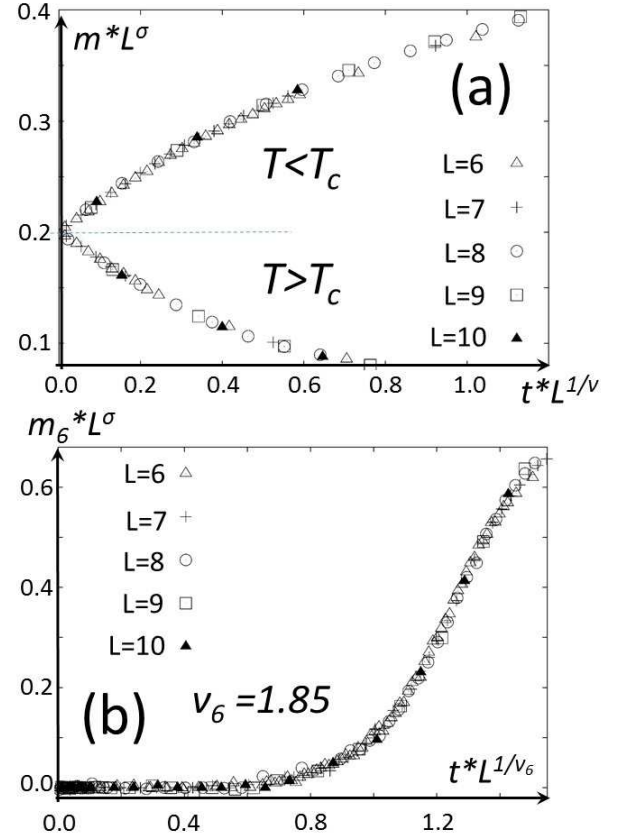 0.4
m*L^σ
(a)
0.3
T<T_c
L=6
L=7
0.2
L=8
T>T_c
L=9
L=10
0.1
0.0 0.2 0.4 0.6 0.8 1.0
t*L^{1/ν}
m_6*L^σ
0.6
L=6
L=7
L=8
0.4
L=9
L=10
0.2
(b)
ν_6 =1.85
0.0
t*L^{1/ν_6}
0.0 0.4 0.8 1.2